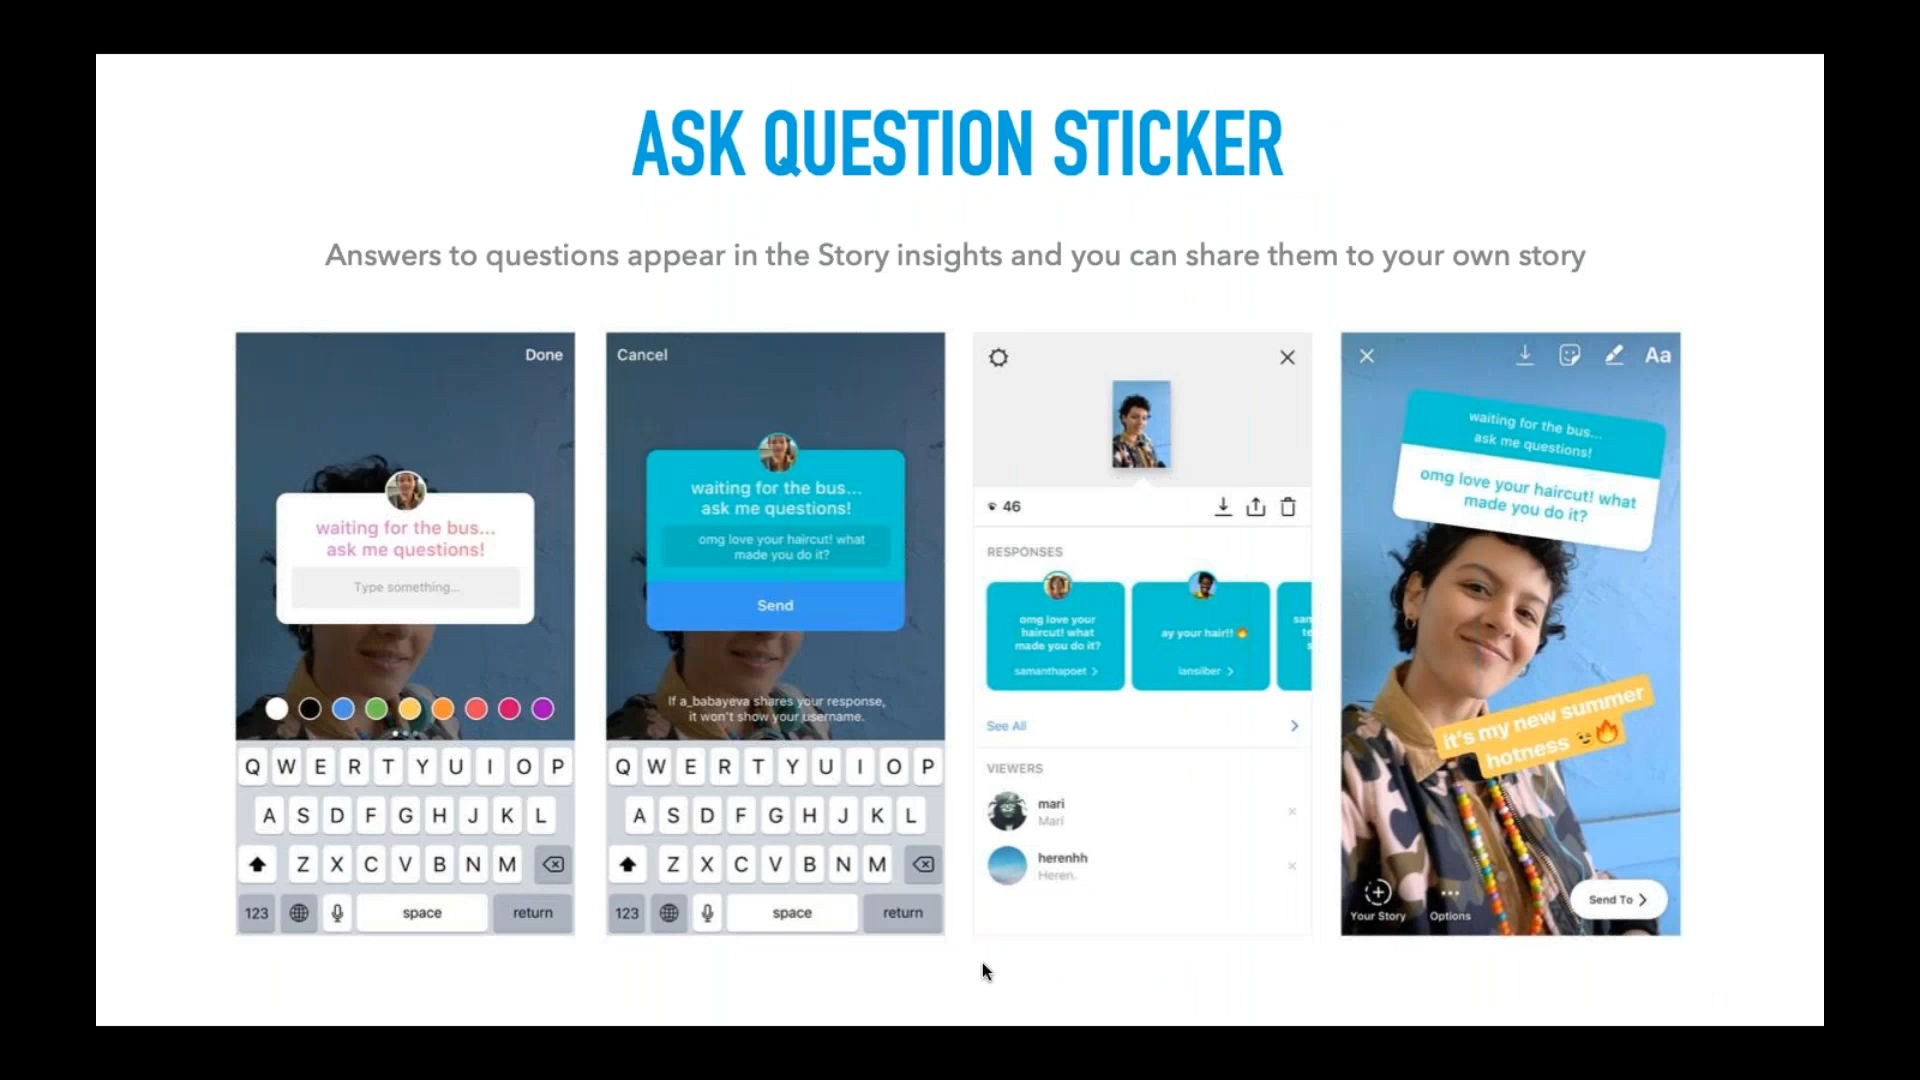 ASK QUESTION STICKER
Answers to questions appear in the Story insights and you can share them to your own story
Done
waiting for the bus...
ask me questions!
Type something...
Q W E R T Y U I O P
A S D F G H J K L
Z X C V B N M
123 space return
Cancel
waiting for the bus...
ask me questions!
omg love your haircut! what
made you do it?
Send
If a_babayeva shares your response,
it won't show your username.
Q W E R T Y U I O P
A S D F G H J K L
Z X C V B N M
123 space return
46
RESPONSES
omg love your
haircut! what
made you do it?
samanthapoet >
ay your hair!! 🔥
iansilber >
san
te
s
See All
VIEWERS
mari
Mari
herenhh
Heren.
Aa
waiting for the bus...
ask me questions!
omg love your haircut! what
made you do it?
it's my new summer
hotness 😉🔥
Your Story
Options
Send To >